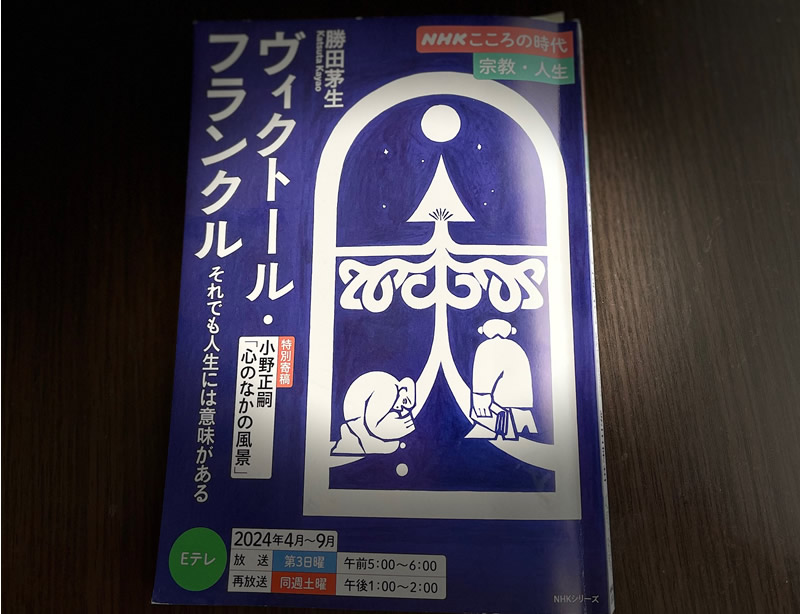 NHKこころの時代
宗教・人生
勝田茅生
Katsuta Kayao
ヴィクトール・
フランクル
それでも人生には意味がある
特別寄稿
小野正嗣
「心のなかの風景」
Eテレ
2024年4月〜9月
放送 第3日曜 午前5:00〜6:00
再放送 同週土曜 午後1:00〜2:00
NHKシリーズ